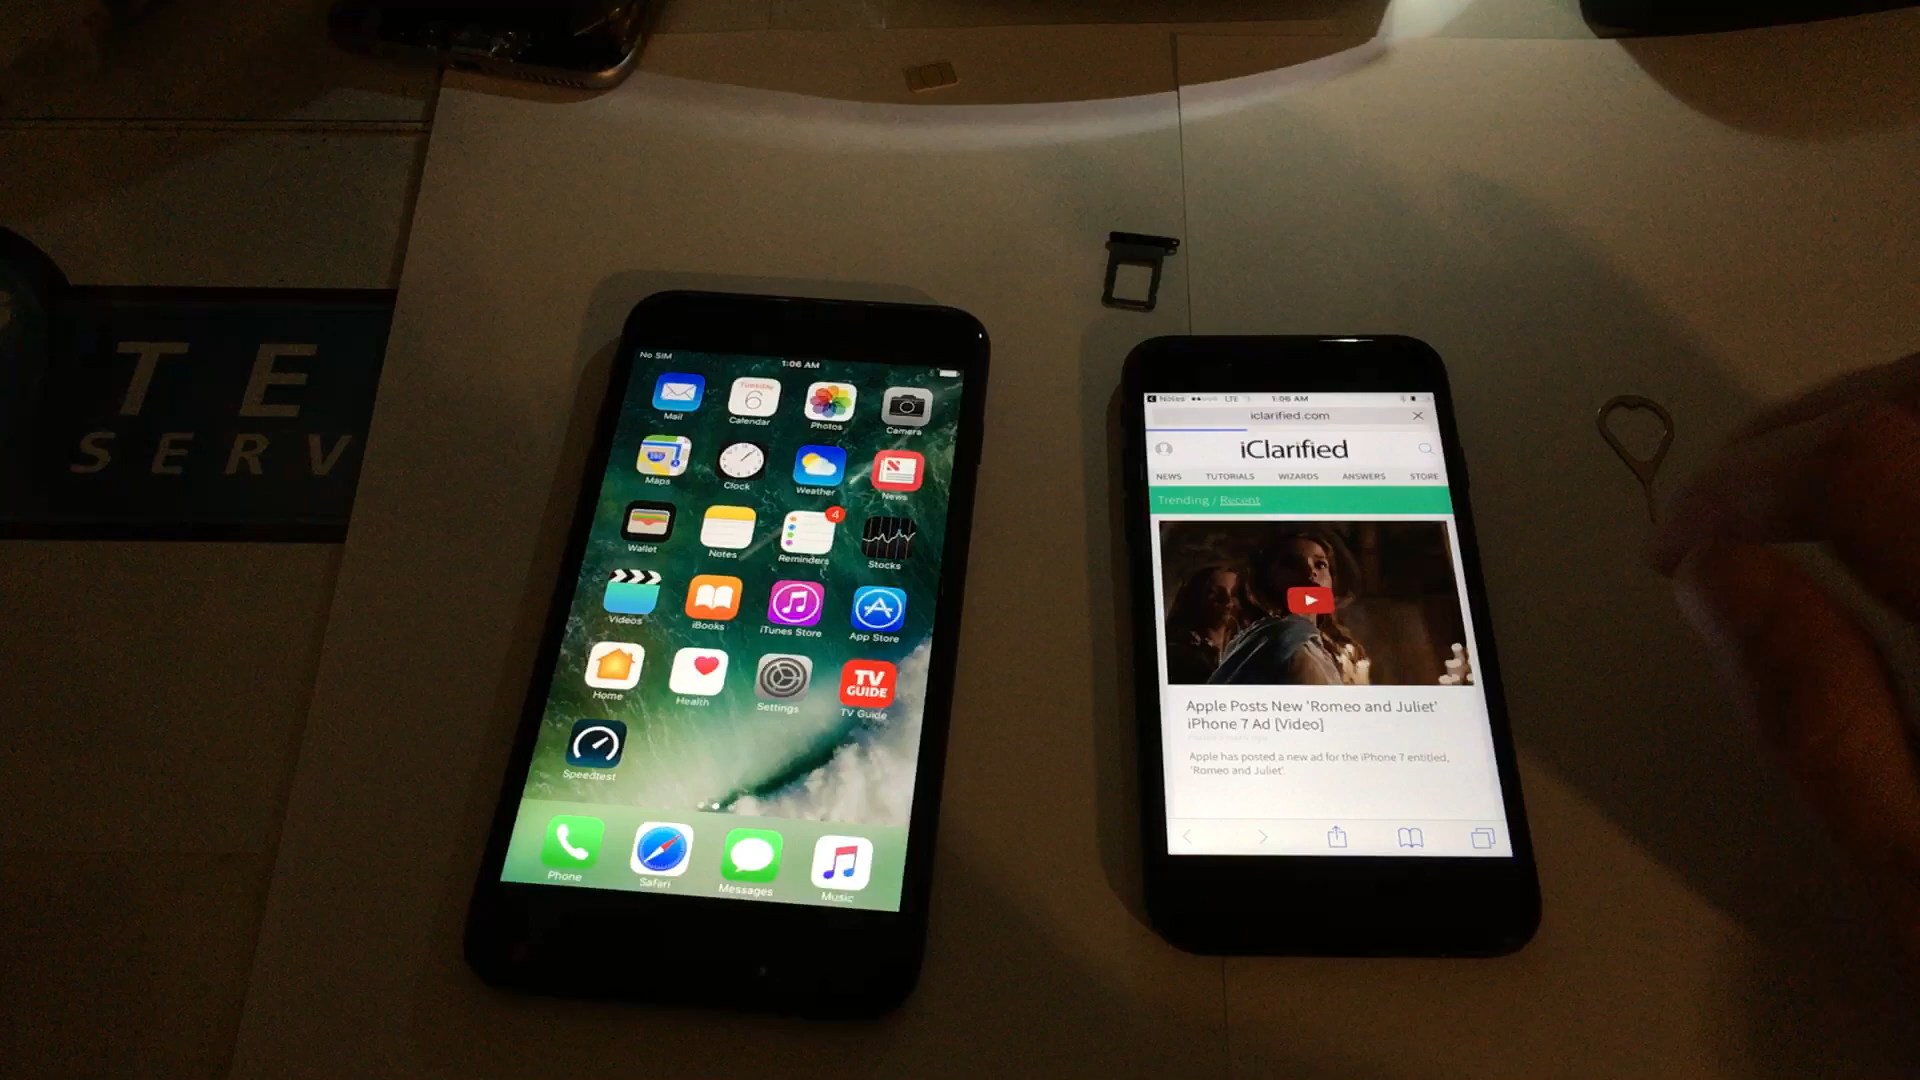 TE
SERV
No SIM
1:06 AM
Tuesday
6
Mail
Calendar
Photos
Camera
Maps
Clock
Weather
News
4
Wallet
Notes
Reminders
Stocks
Videos
iBooks
iTunes Store
App Store
TV
GUIDE
Home
Health
Settings
TV Guide
Speedtest
Phone
Safari
Messages
Music
Notes LTE 1:06 AM
iclarified.com
iClarified
NEWS TUTORIALS WIZARDS ANSWERS STORE
Trending / Recent
Apple Posts New 'Romeo and Juliet'
iPhone 7 Ad [Video]
Apple has posted a new ad for the iPhone 7 entitled,
'Romeo and Juliet'.